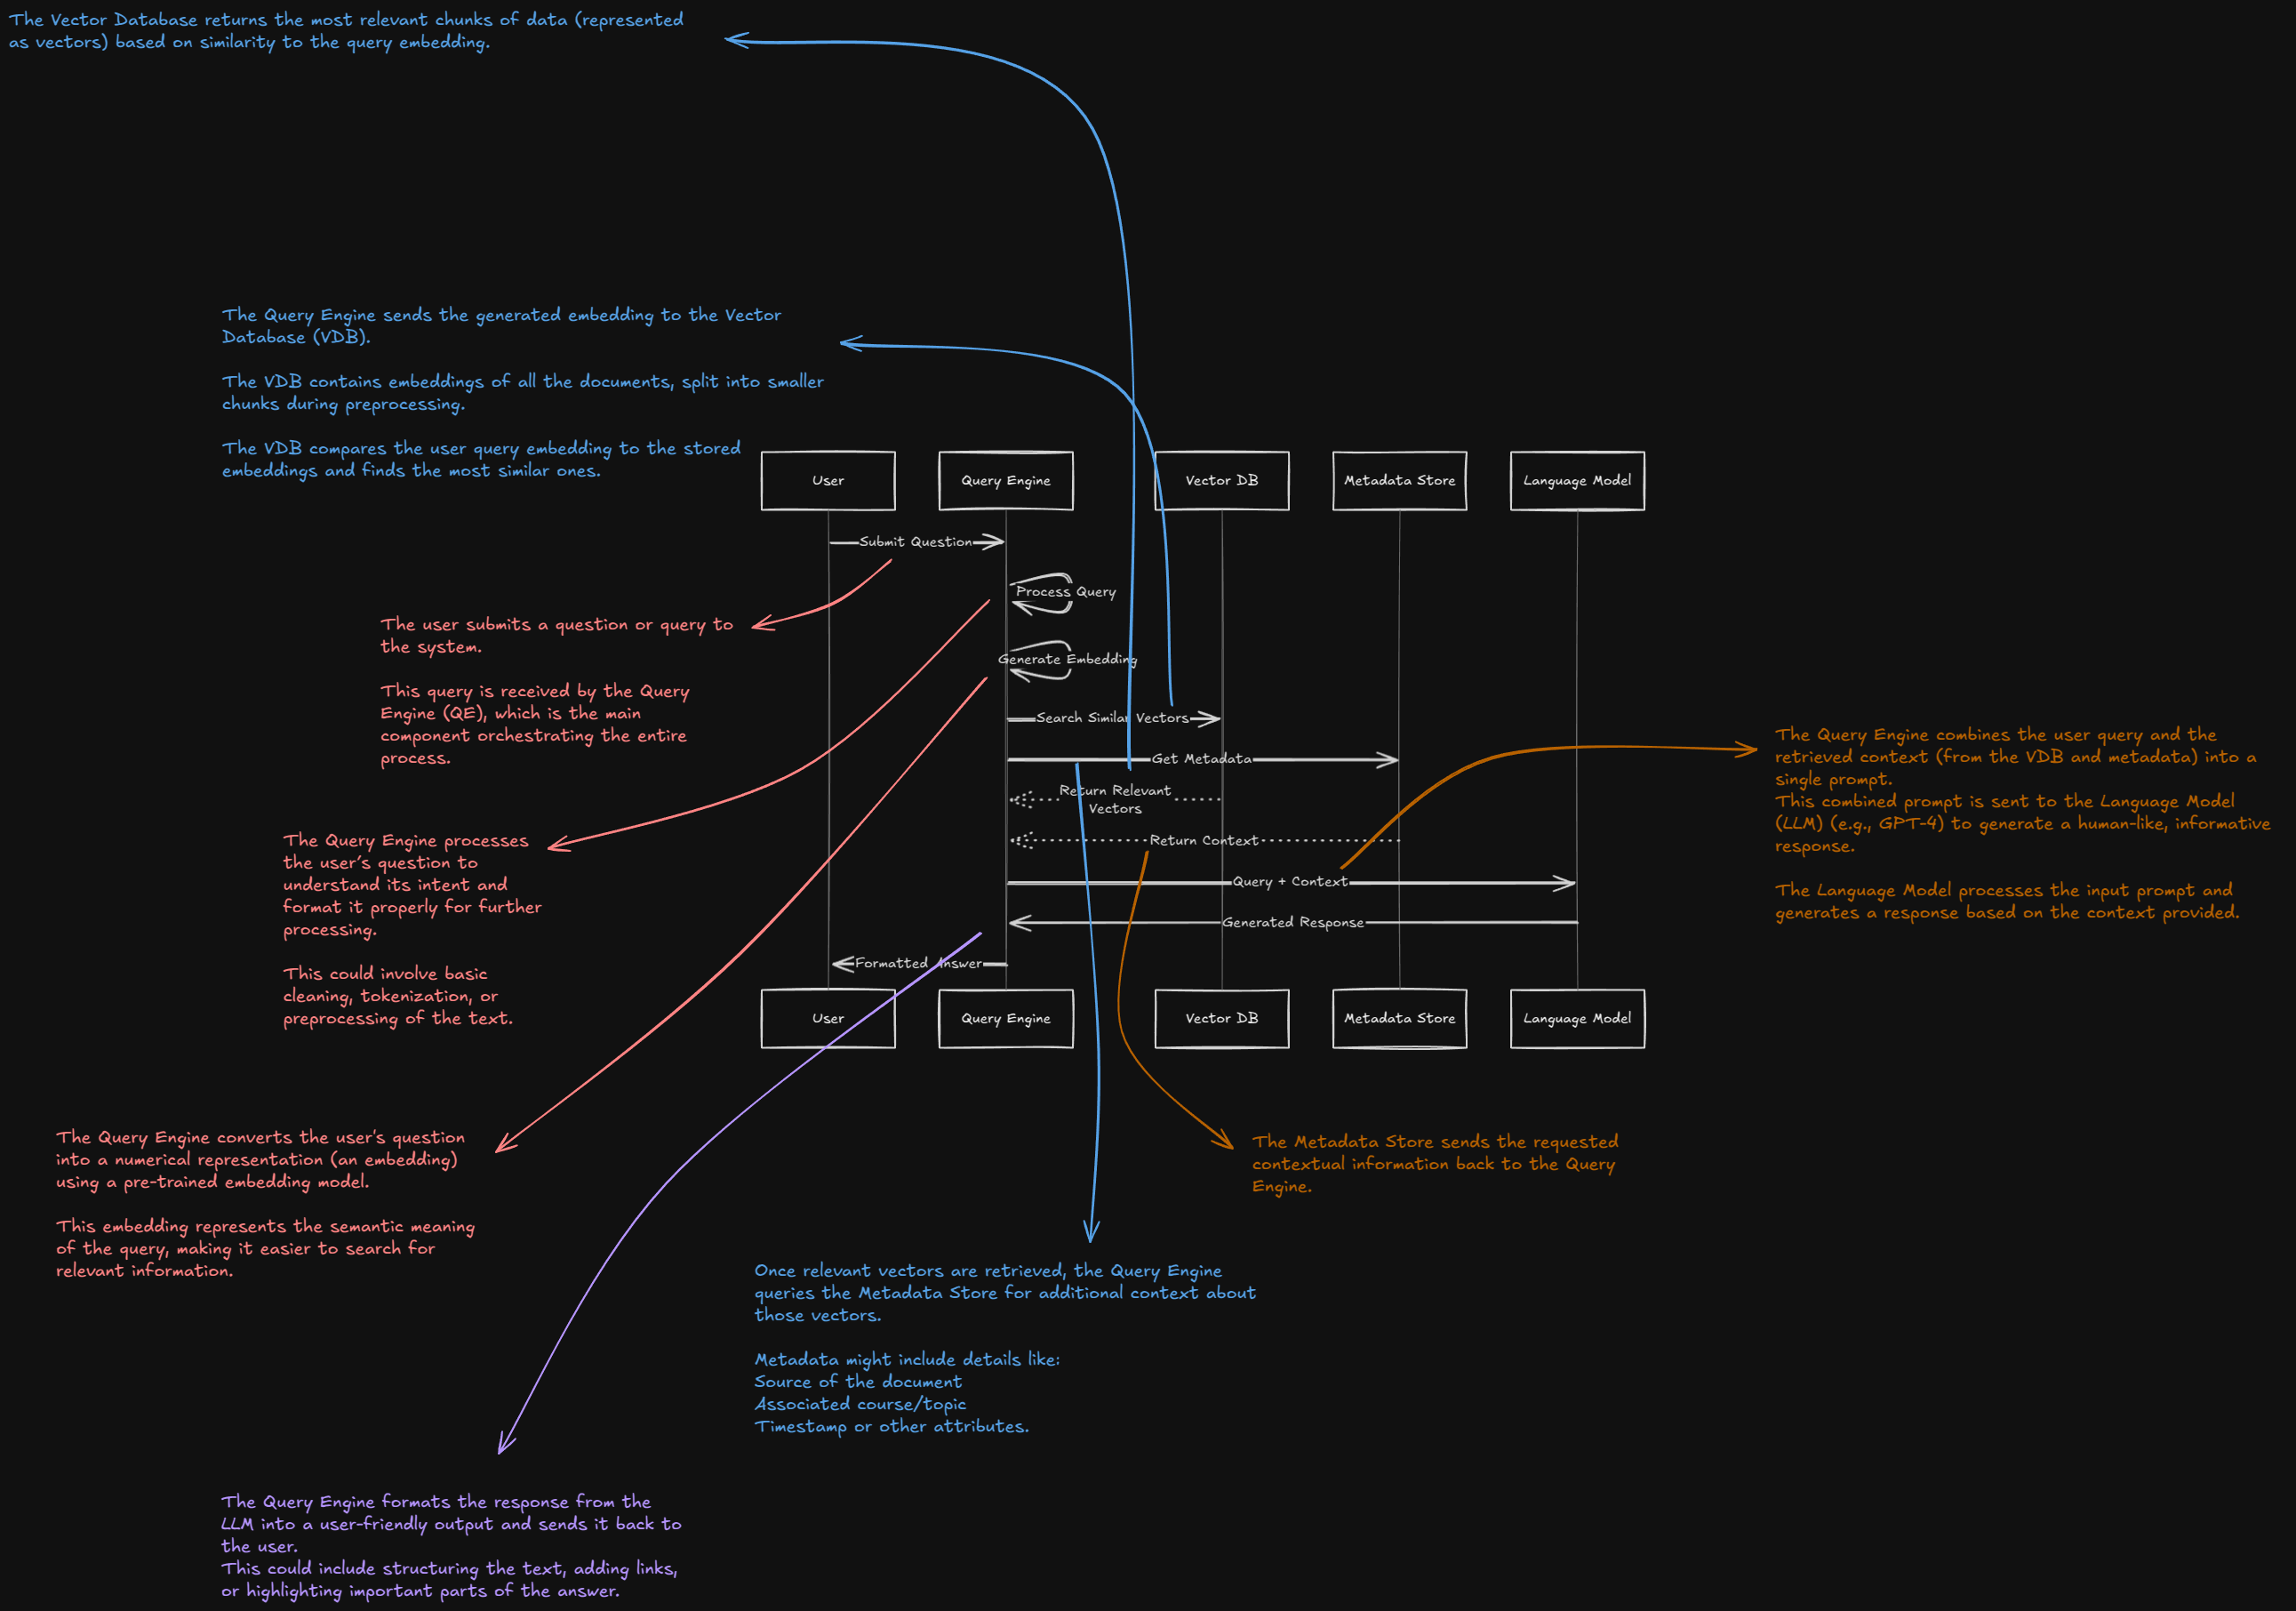 The Vector Database returns the most relevant chunks of data (represented
as vectors) based on similarity to the query embedding.
The Query Engine sends the generated embedding to the Vector
Database (VDB).
The VDB contains embeddings of all the documents, split into smaller
chunks during preprocessing.
The VDB compares the user query embedding to the stored
embeddings and finds the most similar ones.
User
Query Engine
Vector DB
Metadata Store
Language Model
Submit Question
Process Query
Generate Embedding
Search Similar Vectors
Get Metadata
Return Relevant
Vectors
Return Context
Query + Context
Generated Response
Formatted Answer
User
Query Engine
Vector DB
Metadata Store
Language Model
The user submits a question or query to
the system.
This query is received by the Query
Engine (QE), which is the main
component orchestrating the entire
process.
The Query Engine processes
the user's question to
understand its intent and
format it properly for further
processing.
This could involve basic
cleaning, tokenization, or
preprocessing of the text.
The Query Engine combines the user query and the
retrieved context (from the VDB and metadata) into a
single prompt.
This combined prompt is sent to the Language Model
(LLM) (e.g., GPT-4) to generate a human-like, informative
response.
The Language Model processes the input prompt and
generates a response based on the context provided.
The Query Engine converts the user's question
into a numerical representation (an embedding)
using a pre-trained embedding model.
This embedding represents the semantic meaning
of the query, making it easier to search for
relevant information.
The Metadata Store sends the requested
contextual information back to the Query
Engine.
Once relevant vectors are retrieved, the Query Engine
queries the Metadata Store for additional context about
those vectors.
Metadata might include details like:
Source of the document
Associated course/topic
Timestamp or other attributes.
The Query Engine formats the response from the
LLM into a user-friendly output and sends it back to
the user.
This could include structuring the text, adding links,
or highlighting important parts of the answer.